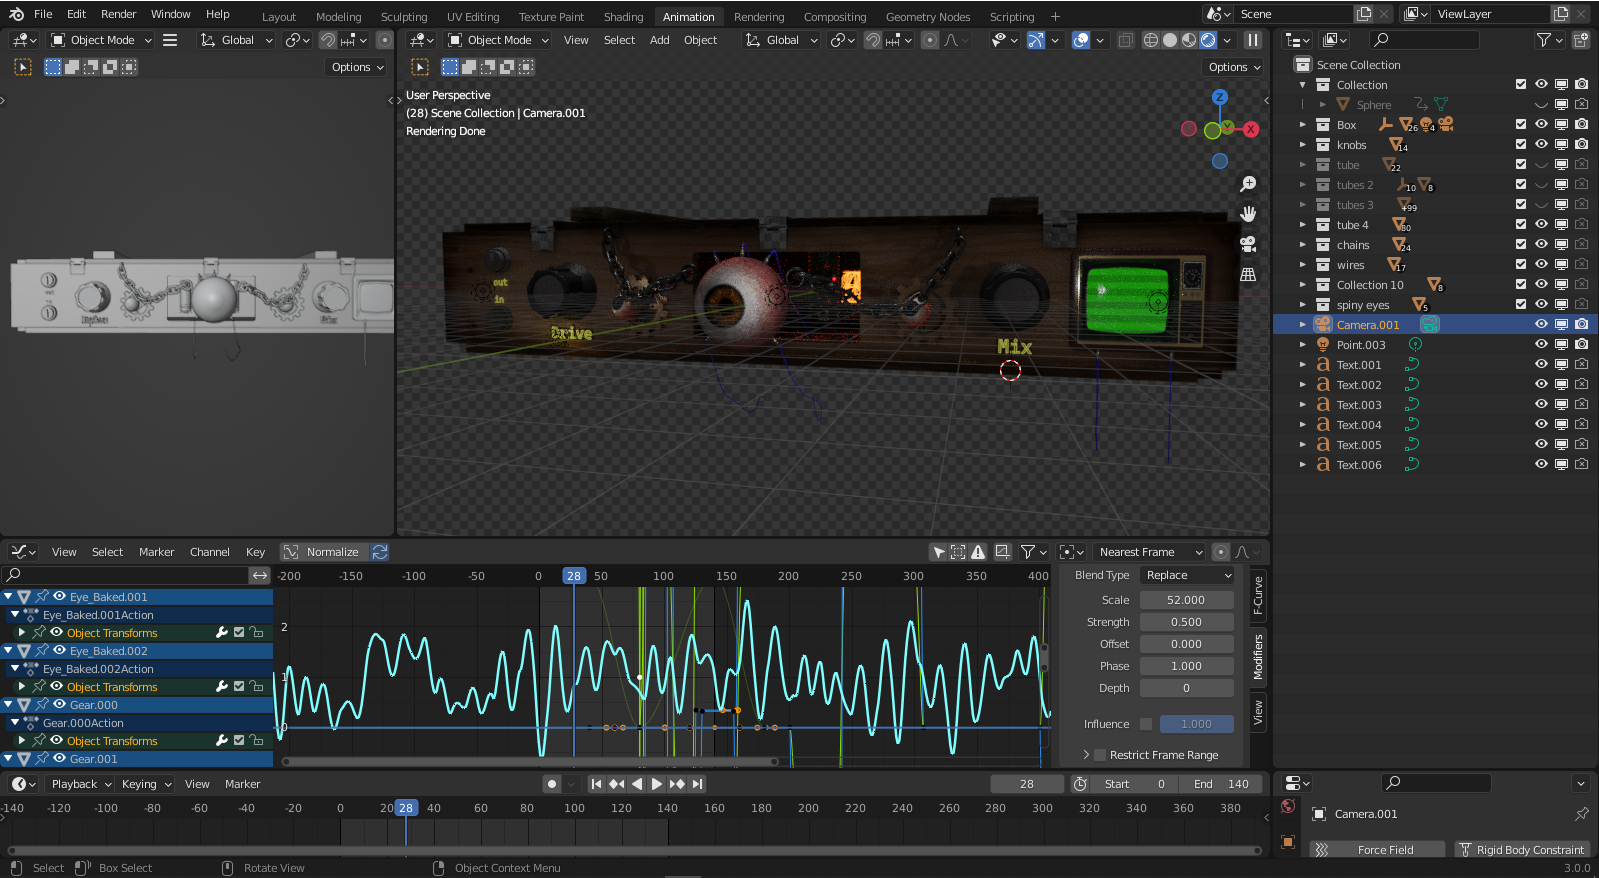 File Edit Render Window Help Layout Modeling Sculpting UV Editing Texture Paint Shading Animation Rendering Compositing Geometry Nodes Scripting + Scene ViewLayer
Object Mode Global Object Mode View Select Add Object Global
Options Options
User Perspective
(28) Scene Collection | Camera.001
Rendering Done
Z
Y
X
out
in
Drive
Mix
Scene Collection
Collection
Sphere
Box 26 4
knobs 14
tube 22
tubes 2 10 8
tubes 3 +99
tube 4 80
chains 24
wires 17
Collection 10 8
spiny eyes 5
Camera.001
Point.003
Text.001
Text.002
Text.003
Text.004
Text.005
Text.006
View Select Marker Channel Key Normalize Nearest Frame
-200 -150 -100 -50 0 28 50 100 150 200 250 300 350 400
2
1
0
Eye_Baked.001
Eye_Baked.001Action
Object Transforms
Eye_Baked.002
Eye_Baked.002Action
Object Transforms
Gear.000
Gear.000Action
Object Transforms
Gear.001
Blend Type Replace
Scale 52.000
Strength 0.500
Offset 0.000
Phase 1.000
Depth 0
Influence 1.000
Restrict Frame Range
F-Curve
Modifiers
View
Playback Keying View Marker 28 Start 0 End 140
-140 -120 -100 -80 -60 -40 -20 0 20 28 40 60 80 100 120 140 160 180 200 220 240 260 280 300 320 340 360 380
Camera.001
Force Field Rigid Body Constraint
Select Box Select Rotate View Object Context Menu 3.0.0